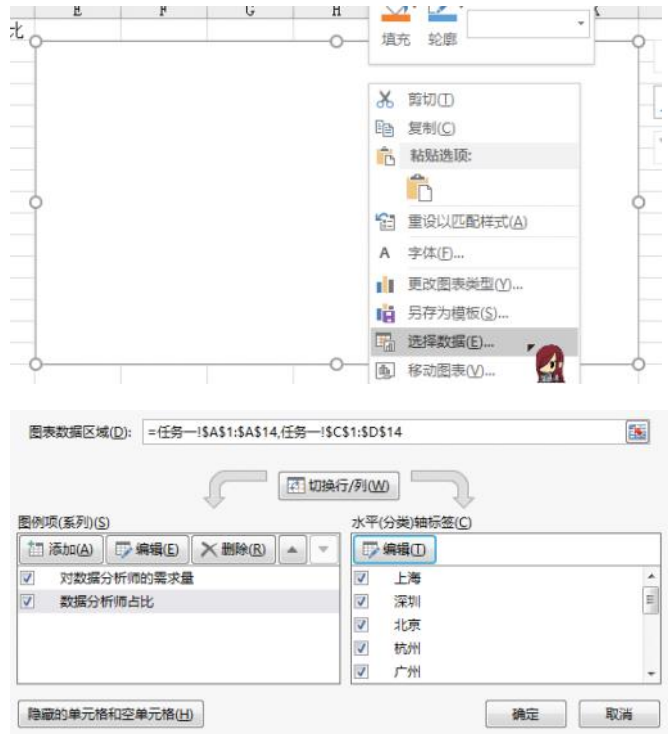 E F G H
比
填充 轮廓
剪切(T)
复制(C)
粘贴选项:
重设以匹配样式(A)
A 字体(F)...
更改图表类型(Y)...
另存为模板(S)...
选择数据(E)...
移动图表(V)...
图表数据区域(D): =任务一!$A$1:$A$14,任务一!$C$1:$D$14
切换行/列(W)
图例项(系列)(S) 水平(分类)轴标签(C)
添加(A) 编辑(E) 删除(R) 编辑(T)
对数据分析师的需求量 上海
数据分析师占比 深圳
北京
杭州
广州
隐藏的单元格和空单元格(H) 确定 取消